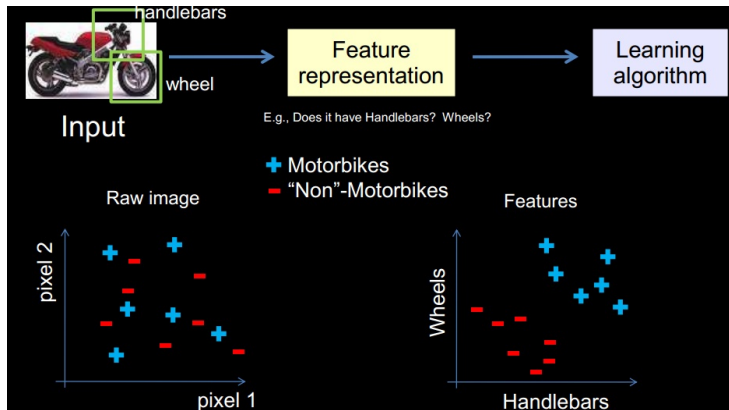 handlebars
wheel
Input
Feature
representation
Learning
algorithm
E.g., Does it have Handlebars? Wheels?
Motorbikes
“Non”-Motorbikes
Raw image
Features
pixel 2
pixel 1
Wheels
Handlebars